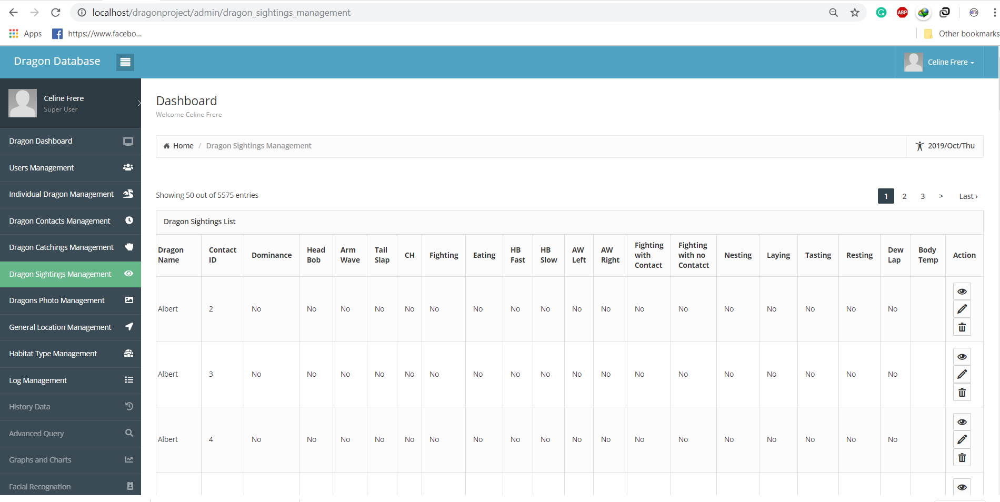 localhost/dragonproject/admin/dragon_sightings_management
ABP
era
Apps
https://www.facebo...
Other bookmarks
Dragon Database
Celine Frere
Celine Frere
Super User
Dashboard
Welcome Celine Frere
Dragon Dashboard
Users Management
Individual Dragon Management
Dragon Contacts Management
Dragon Catchings Management
Dragon Sightings Management
Dragons Photo Management
General Location Management
Habitat Type Management
Log Management
History Data
Advanced Query
Graphs and Charts
Facial Recognation
Home / Dragon Sightings Management
2019/Oct/Thu
Showing 50 out of 5575 entries
1 2 3 > Last ›
Dragon Sightings List
Dragon Name Contact ID Dominance Head Bob Arm Wave Tail Slap CH Fighting Eating HB Fast HB Slow AW Left AW Right Fighting with Contact Fighting with no Contatct Nesting Laying Tasting Resting Dew Lap Body Temp Action
Albert 2 No No No No No No No No No No No No No No No No No No
Albert 3 No No No No No No No No No No No No No No No No No No
Albert 4 No No No No No No No No No No No No No No No No No No